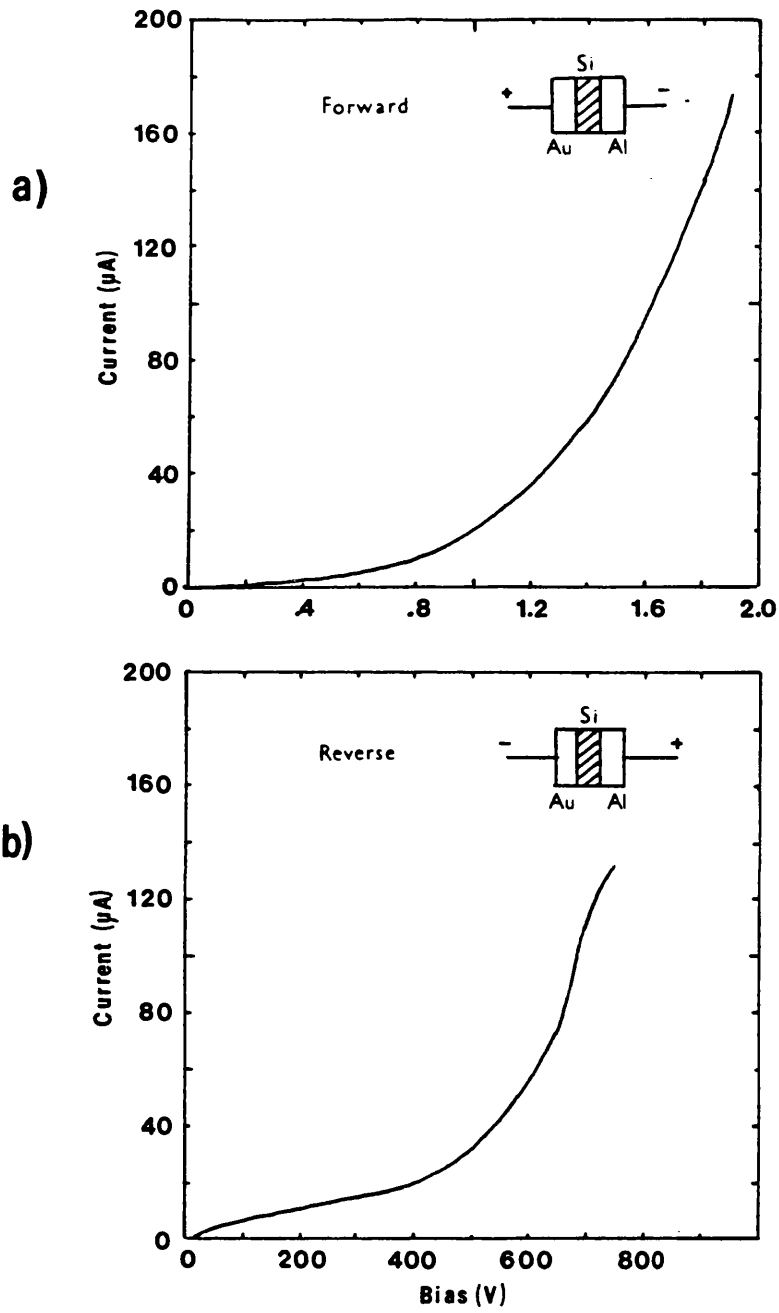 a)
200
160
120
80
40
0
Current (µA)
Forward
Si
+
-
Au Al
0 .4 .8 1.2 1.6 2.0
b)
200
160
120
80
40
0
Current (µA)
Reverse
Si
-
+
Au Al
0 200 400 600 800
Bias (V)